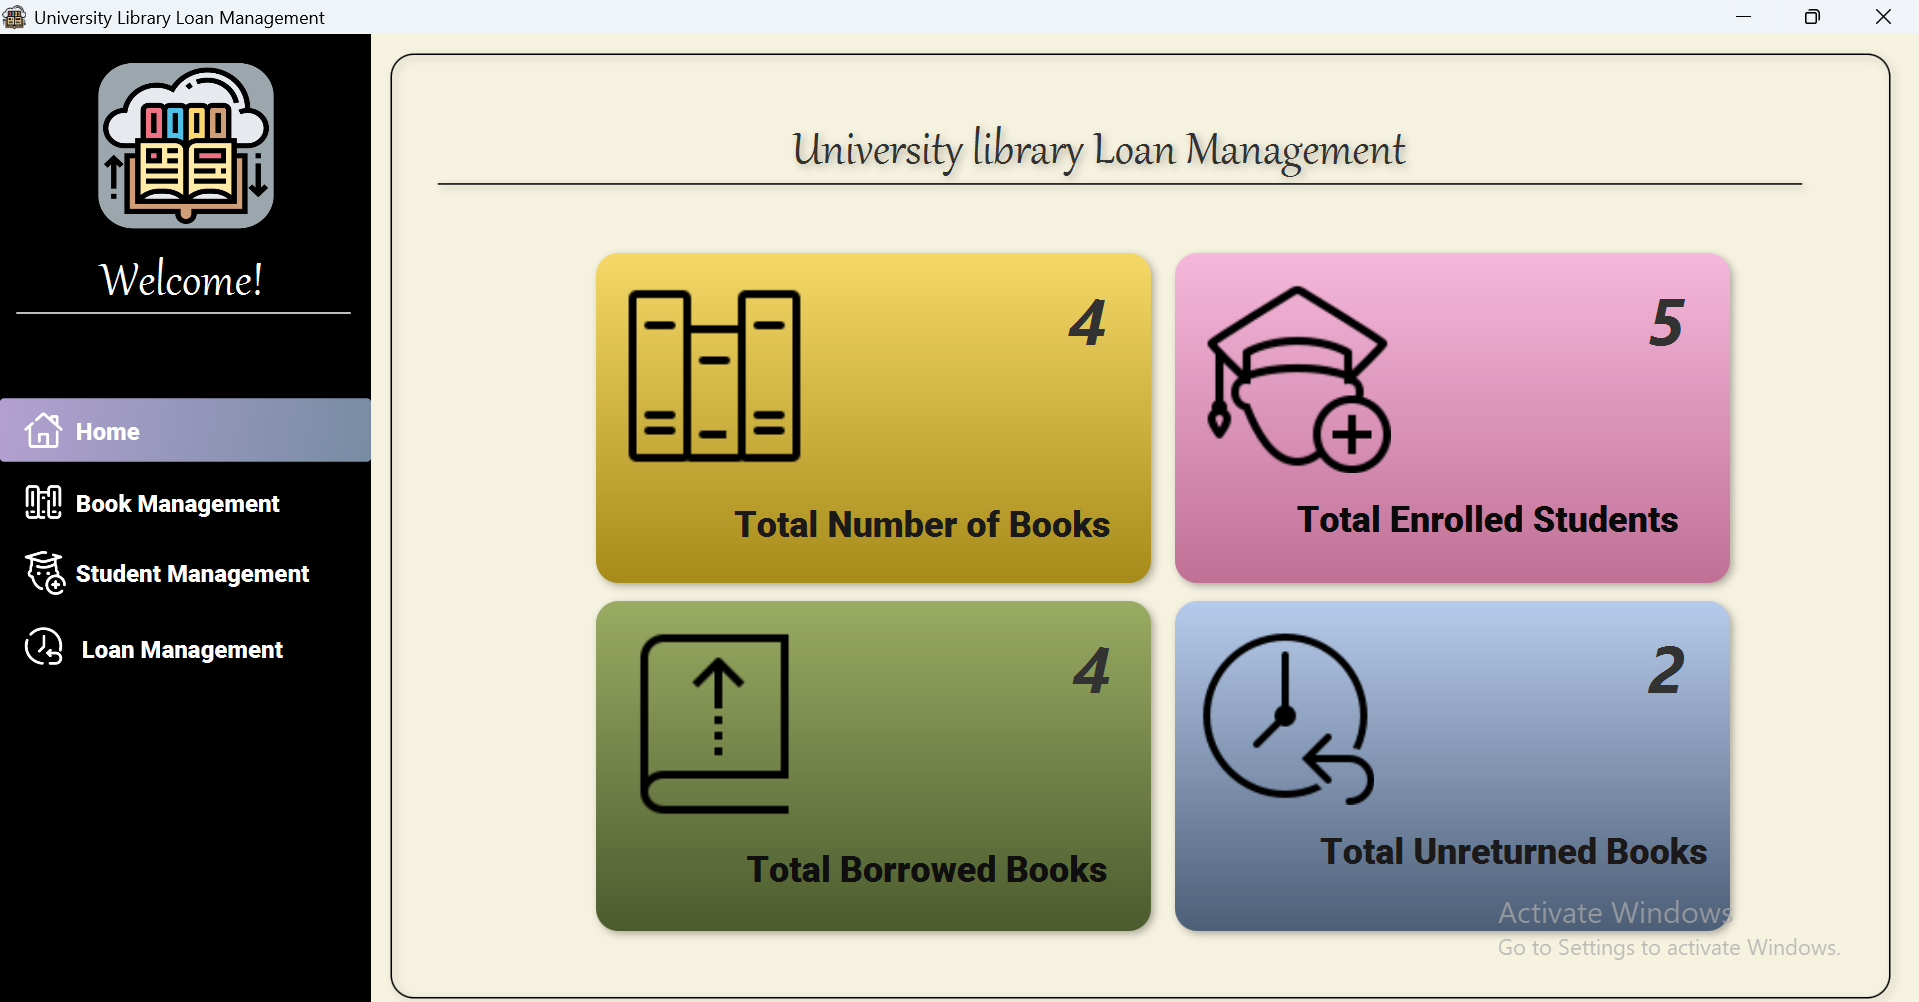 University Library Loan Management
Welcome!
Home
Book Management
Student Management
Loan Management
University library Loan Management
4
Total Number of Books
5
Total Enrolled Students
4
Total Borrowed Books
2
Total Unreturned Books
Activate Windows
Go to Settings to activate Windows.